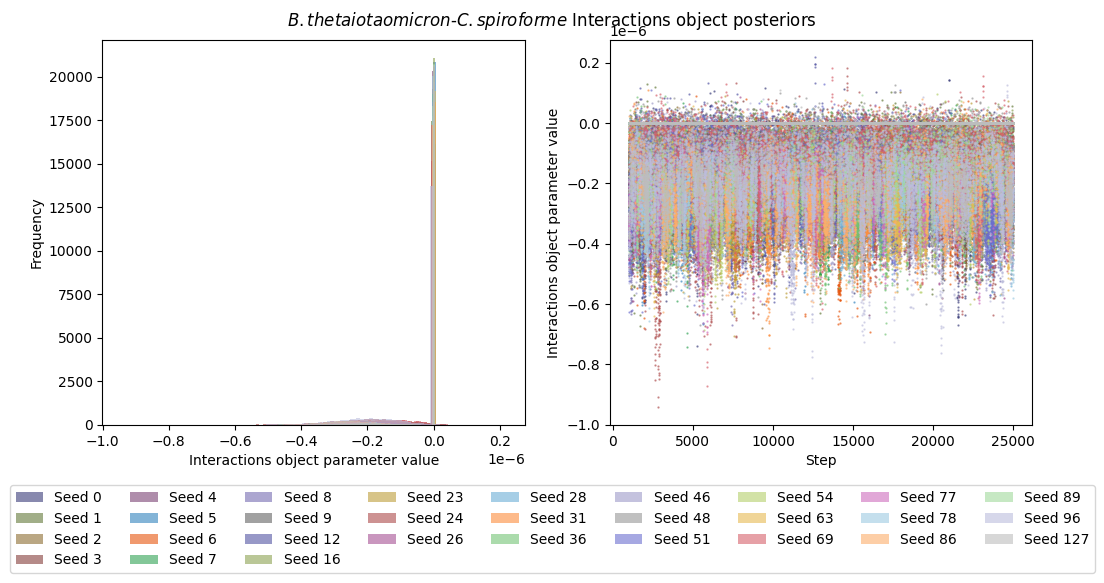 B.thetaiotaomicron-C.spiroforme Interactions object posteriors
1e−6
20000
17500
15000
12500
10000
7500
5000
2500
0
Frequency
−1.0 −0.8 −0.6 −0.4 −0.2 0.0 0.2
1e−6
Interactions object parameter value
0.2
0.0
−0.2
−0.4
−0.6
−0.8
−1.0
Interactions object parameter value
0 5000 10000 15000 20000 25000
Step
Seed 0 Seed 4 Seed 8 Seed 23 Seed 28 Seed 46 Seed 54 Seed 77 Seed 89
Seed 1 Seed 5 Seed 9 Seed 24 Seed 31 Seed 48 Seed 63 Seed 78 Seed 96
Seed 2 Seed 6 Seed 12 Seed 26 Seed 36 Seed 51 Seed 69 Seed 86 Seed 127
Seed 3 Seed 7 Seed 16